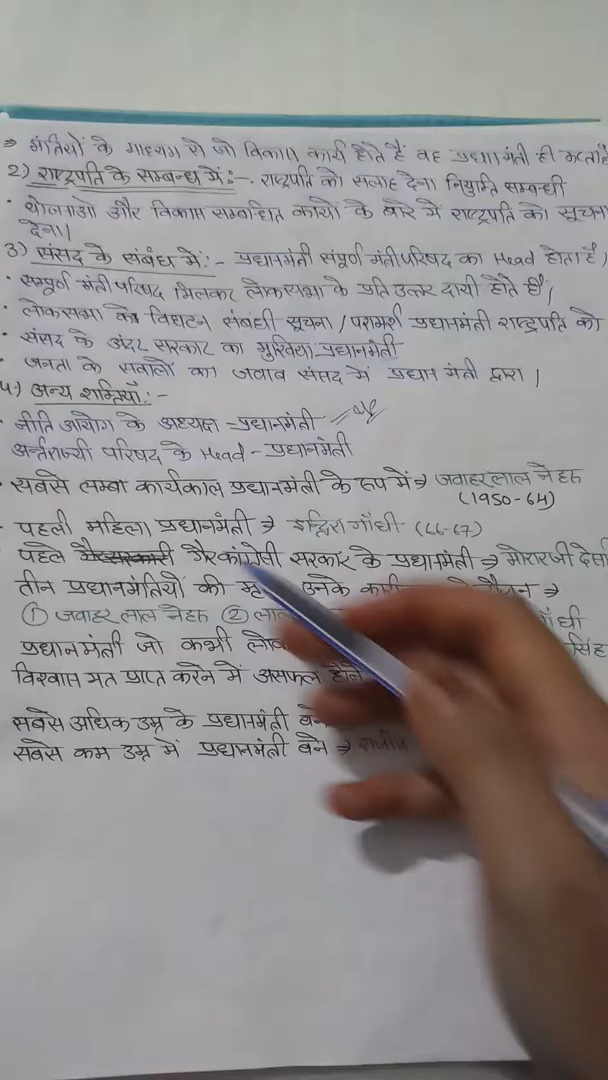 ⇒ मंत्रियों के माध्यम से जो विकास कार्य होते हैं वह प्रधानमंत्री ही
2) राष्ट्रपति के सम्बन्ध में:- राष्ट्रपति को सलाह देना नियुक्ति सम्बन्धी
• योजनाओ और विकास सम्बन्धित कार्यो के बारे में राष्ट्रपति को सूचना
देना।
3) संसद के संबंध में:- प्रधानमंत्री संपूर्ण मंत्रीपरिषद का Head होता है।
• सम्पूर्ण मंत्री परिषद मिलकर लोकसभा के प्रति उत्तर दायी होते हैं।
• लोकसभा के विघटन संबंधी सूचना / परामर्श प्रधानमंत्री राष्ट्रपति को
• संसद के अंदर सरकार का मुखिया प्रधानमंत्री
• जनता के सवालों का जवाब संसद में प्रधान मंत्री द्वारा।
4) अन्य शक्तियाँ:-
• नीति आयोग के अध्यक्ष = प्रधानमंत्री
अर्न्तराज्यी परिषद के Head - प्रधानमंत्री
• सबसे लम्बा कार्यकाल प्रधानमंत्री के रूप में ⇒ जवाहर लाल नेहरू
(1950-64)
• पहली महिला प्रधानमंत्री ⇒ इन्दिरा गाँधी (66-67)
• पहले गैरकांग्रेसी सरकार के प्रधानमंत्री ⇒ मोरारजी देसा
तीन प्रधानमंत्रियों की उनके
① जवाहर लाल नेहरू ② लाल
प्रधानमंत्री जो कभी सिंह
विश्वास मत प्राप्त करने में असफल
सबसे अधिक उम्र के प्रधानमंत्री बने
सबसे कम उम्र में प्रधानमंत्री बने ⇒ राजीव